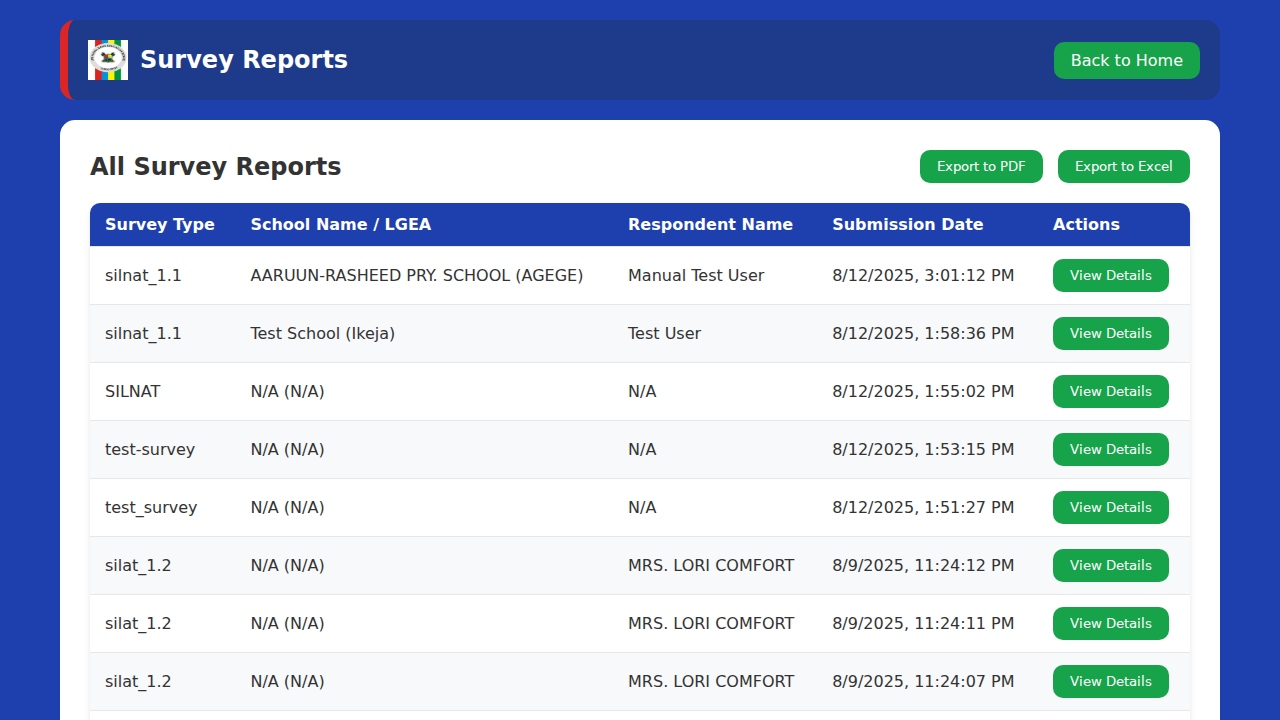 Survey Reports
Back to Home
All Survey Reports
Export to PDF
Export to Excel
Survey Type School Name / LGEA Respondent Name Submission Date Actions
silnat_1.1 AARUUN-RASHEED PRY. SCHOOL (AGEGE) Manual Test User 8/12/2025, 3:01:12 PM View Details
silnat_1.1 Test School (Ikeja) Test User 8/12/2025, 1:58:36 PM View Details
SILNAT N/A (N/A) N/A 8/12/2025, 1:55:02 PM View Details
test-survey N/A (N/A) N/A 8/12/2025, 1:53:15 PM View Details
test_survey N/A (N/A) N/A 8/12/2025, 1:51:27 PM View Details
silat_1.2 N/A (N/A) MRS. LORI COMFORT 8/9/2025, 11:24:12 PM View Details
silat_1.2 N/A (N/A) MRS. LORI COMFORT 8/9/2025, 11:24:11 PM View Details
silat_1.2 N/A (N/A) MRS. LORI COMFORT 8/9/2025, 11:24:07 PM View Details